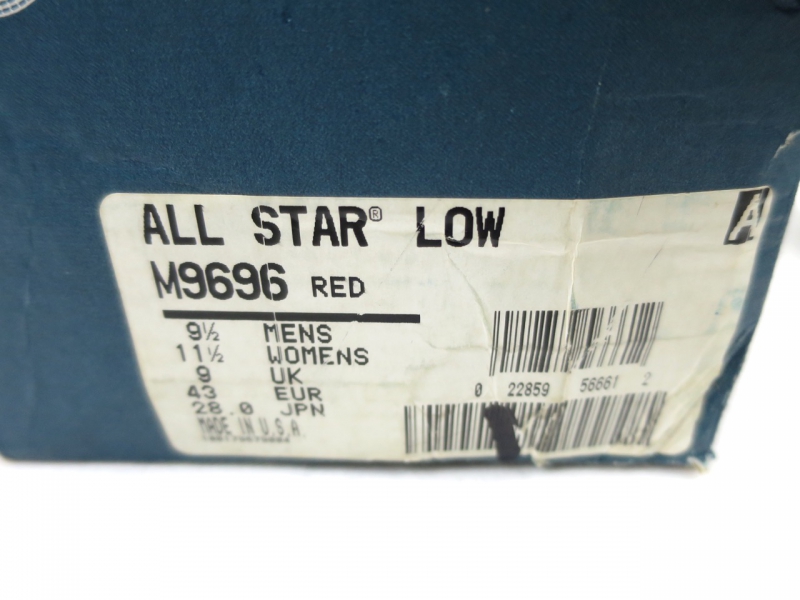 ALL STAR® LOW
A
M9696 RED
9½ MENS
11½ WOMENS
9 UK
43 EUR
28.0 JPN
MADE IN U.S.A.
0 22859 56661 2